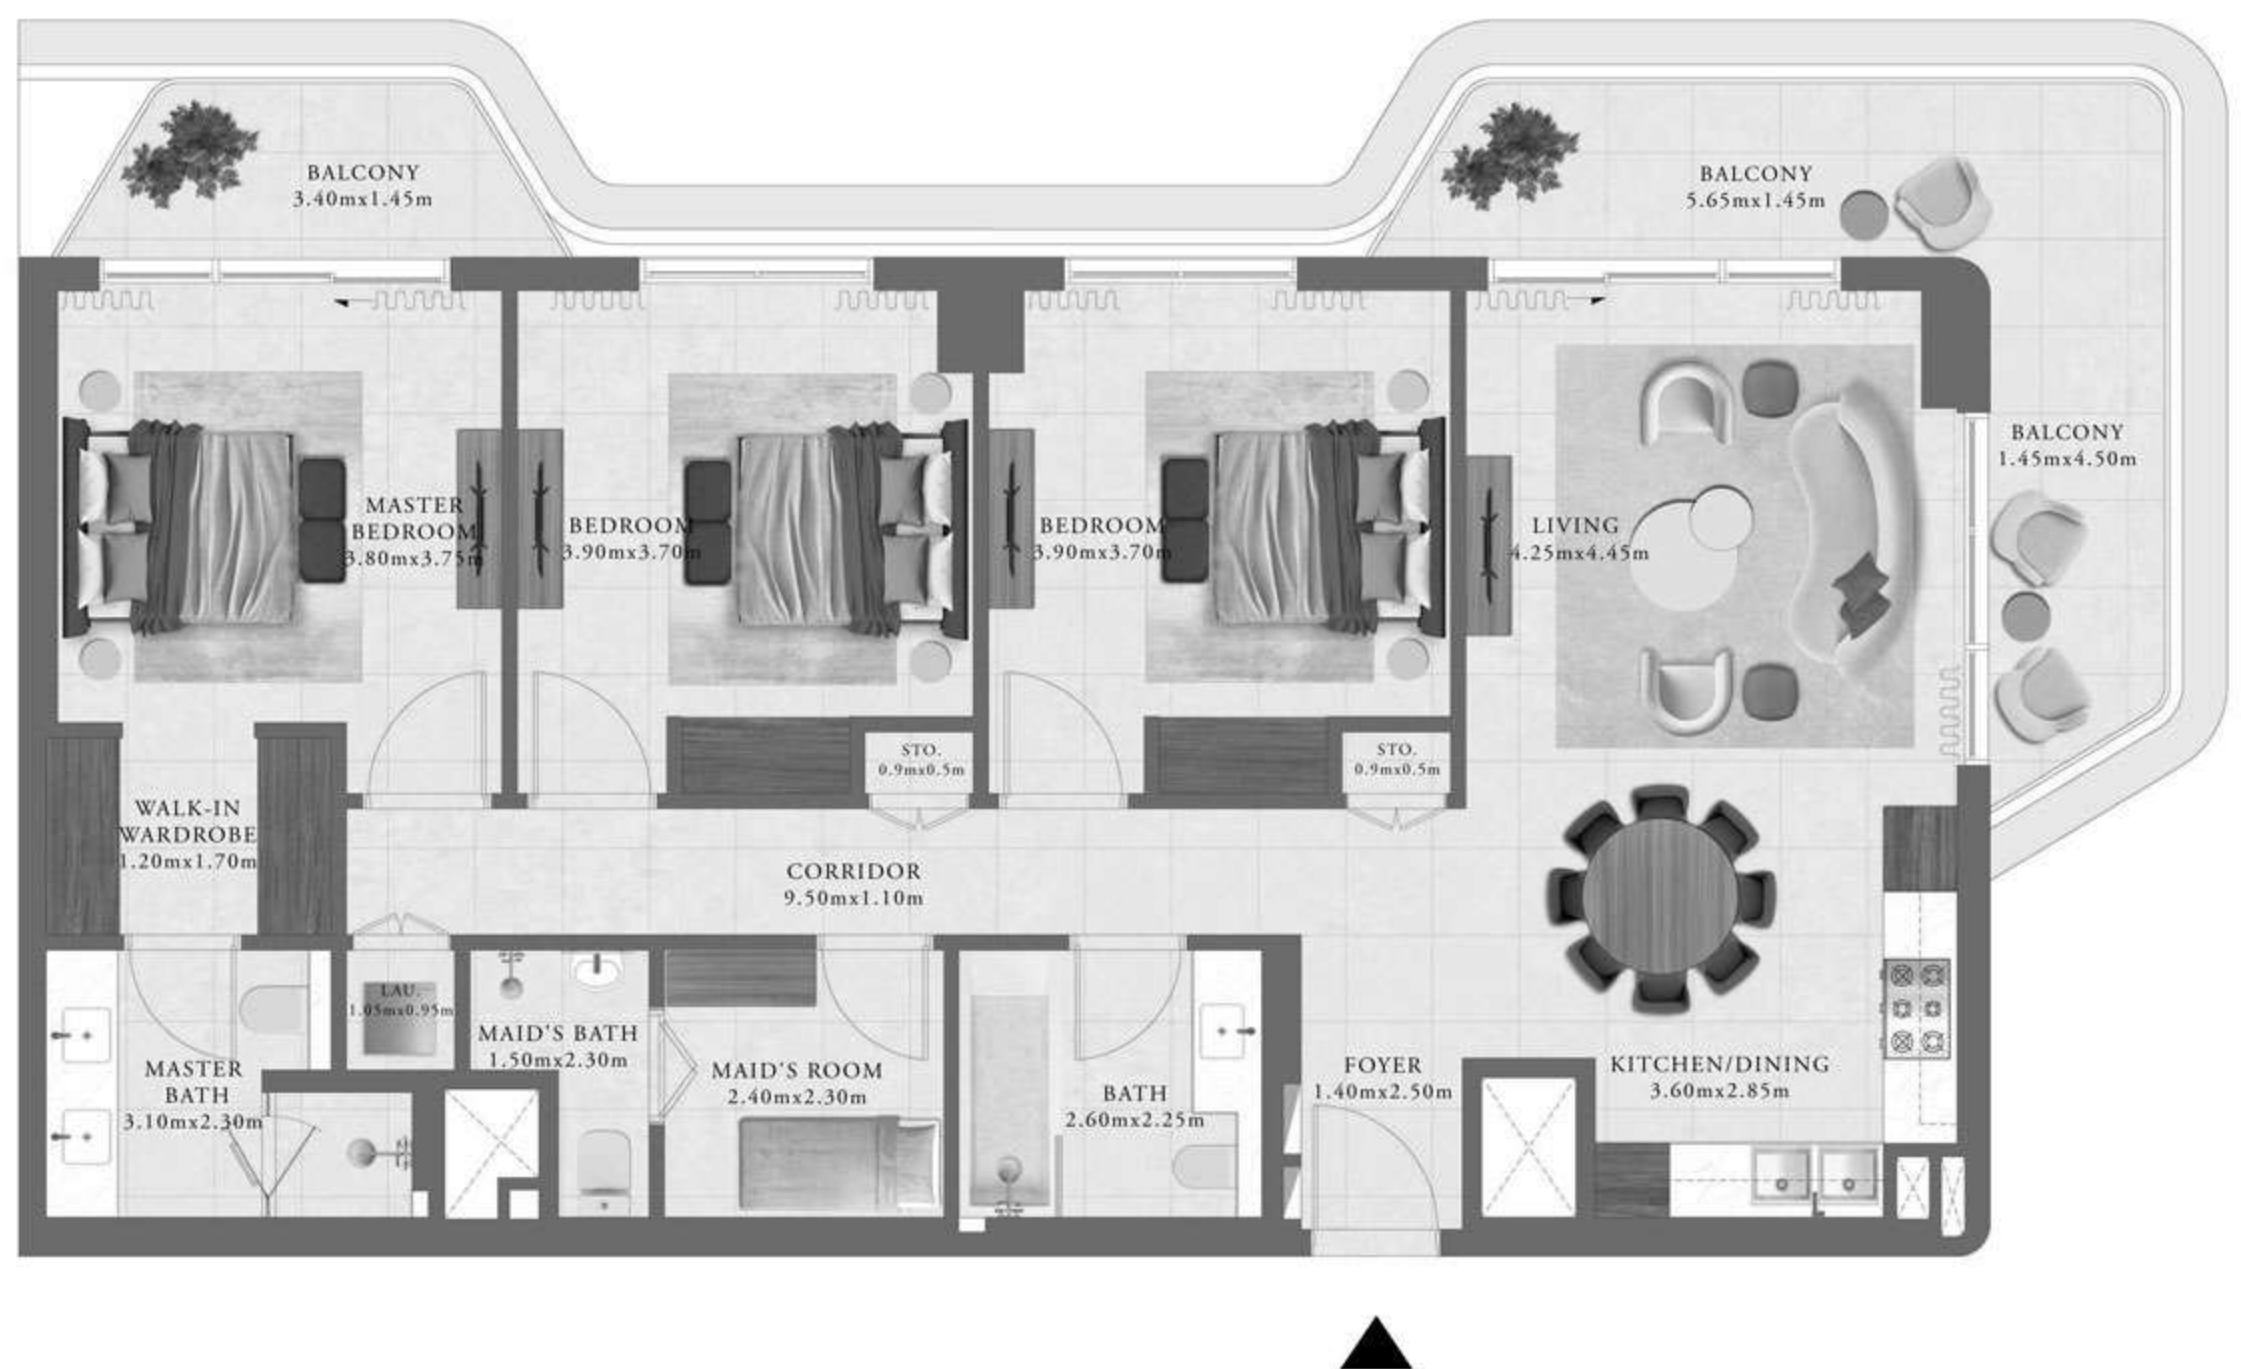 BALCONY
3.40mx1.45m
BALCONY
5.65mx1.45m
BALCONY
1.45mx4.50m
MASTER
BEDROOM
3.80mx3.75m
BEDROOM
3.90mx3.70m
BEDROOM
3.90mx3.70m
LIVING
4.25mx4.45m
STO.
0.9mx0.5m
STO.
0.9mx0.5m
WALK-IN
WARDROBE
1.20mx1.70m
CORRIDOR
9.50mx1.10m
LAU.
1.05mx0.95m
MAID'S BATH
1.50mx2.30m
MASTER
BATH
3.10mx2.30m
MAID'S ROOM
2.40mx2.30m
BATH
2.60mx2.25m
FOYER
1.40mx2.50m
KITCHEN/DINING
3.60mx2.85m